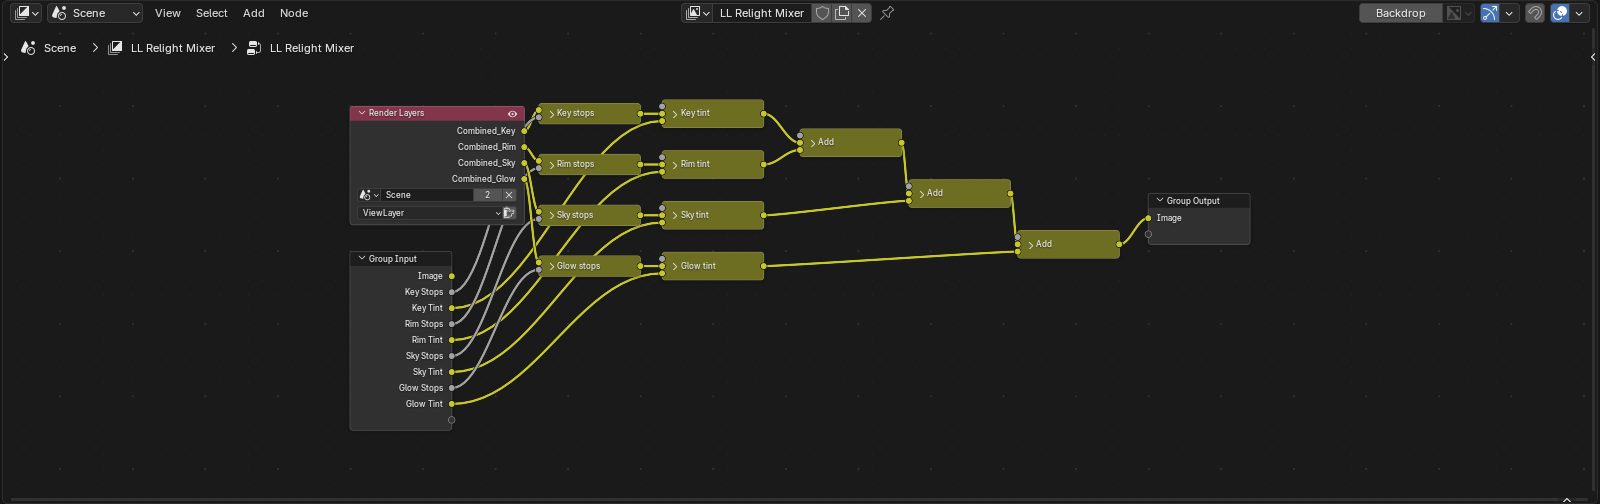 Scene View Select Add Node LL Relight Mixer Backdrop
Scene LL Relight Mixer LL Relight Mixer
Render Layers
Combined_Key
Combined_Rim
Combined_Sky
Combined_Glow
Scene 2
ViewLayer
Group Input
Image
Key Stops
Key Tint
Rim Stops
Rim Tint
Sky Stops
Sky Tint
Glow Stops
Glow Tint
Key stops
Key tint
Rim stops
Rim tint
Sky stops
Sky tint
Glow stops
Glow tint
Add
Add
Add
Group Output
Image